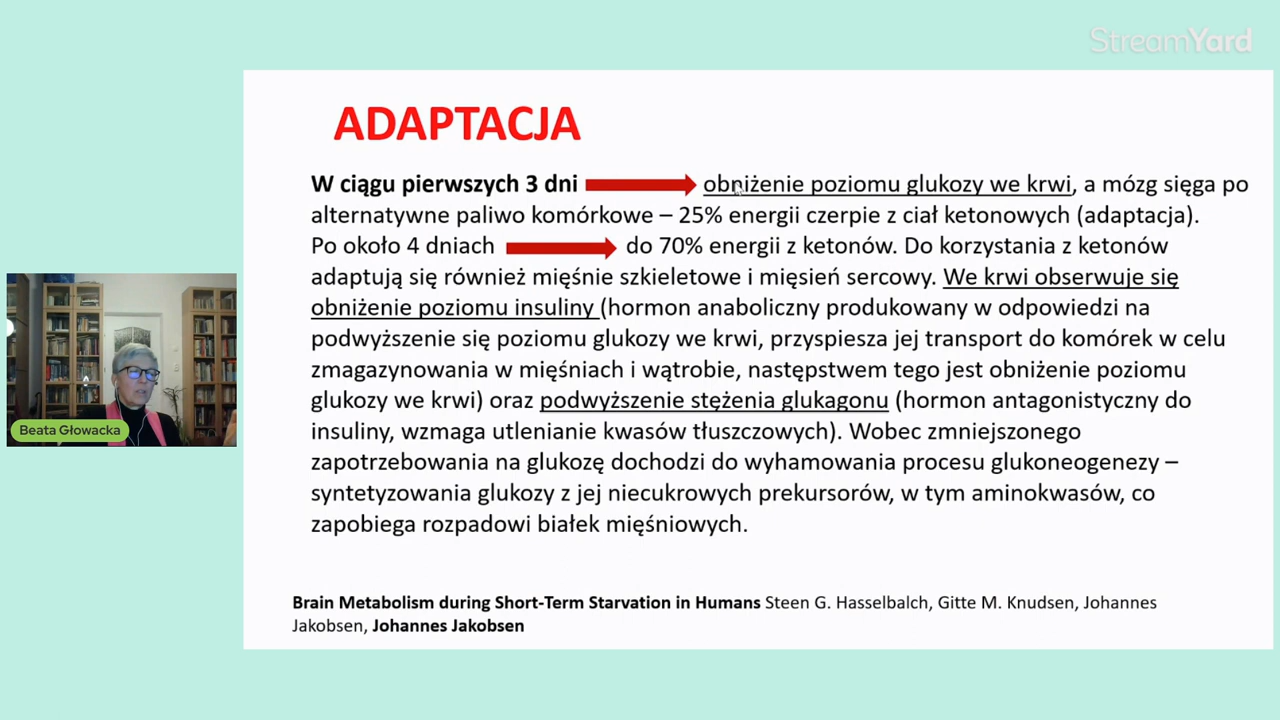 StreamYard
ADAPTACJA
W ciągu pierwszych 3 dni obniżenie poziomu glukozy we krwi, a mózg sięga po
alternatywne paliwo komórkowe – 25% energii czerpie z ciał ketonowych (adaptacja).
Po około 4 dniach do 70% energii z ketonów. Do korzystania z ketonów
adaptują się również mięśnie szkieletowe i mięsień sercowy. We krwi obserwuje się
obniżenie poziomu insuliny (hormon anaboliczny produkowany w odpowiedzi na
podwyższenie się poziomu glukozy we krwi, przyspiesza jej transport do komórek w celu
zmagazynowania w mięśniach i wątrobie, następstwem tego jest obniżenie poziomu
glukozy we krwi) oraz podwyższenie stężenia glukagonu (hormon antagonistyczny do
insuliny, wzmaga utlenianie kwasów tłuszczowych). Wobec zmniejszonego
zapotrzebowania na glukozę dochodzi do wyhamowania procesu glukoneogenezy –
syntetyzowania glukozy z jej niecukrowych prekursorów, w tym aminokwasów, co
zapobiega rozpadowi białek mięśniowych.
Brain Metabolism during Short-Term Starvation in Humans Steen G. Hasselbalch, Gitte M. Knudsen, Johannes
Jakobsen, Johannes Jakobsen
Beata Głowacka